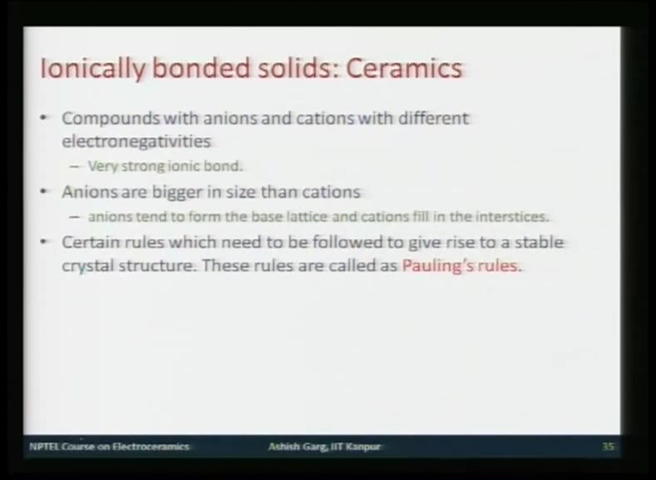 Ionically bonded solids: Ceramics
• Compounds with anions and cations with different
electronegativities
– Very strong ionic bond.
• Anions are bigger in size than cations
– anions tend to form the base lattice and cations fill in the interstices.
• Certain rules which need to be followed to give rise to a stable
crystal structure. These rules are called as Pauling's rules.
NPTEL Course on Electroceramics Ashish Garg, IIT Kanpur 35